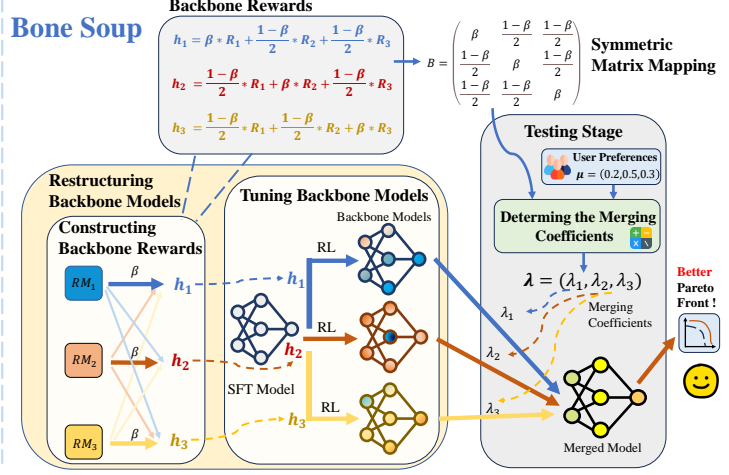 Bone Soup
Backbone Rewards
h₁ = β * R₁ + (1 − β)/2 * R₂ + (1 − β)/2 * R₃
h₂ = (1 − β)/2 * R₁ + β * R₂ + (1 − β)/2 * R₃
h₃ = (1 − β)/2 * R₁ + (1 − β)/2 * R₂ + β * R₃
B = ( β (1 − β)/2 (1 − β)/2
(1 − β)/2 β (1 − β)/2
(1 − β)/2 (1 − β)/2 β )
Symmetric
Matrix Mapping
Restructuring
Backbone Models
Constructing
Backbone Rewards
RM₁ β h₁
RM₂ β h₂
RM₃ β h₃
Tuning Backbone Models
Backbone Models
h₁ RL
h₂ RL
SFT Model
h₃ RL
Testing Stage
User Preferences
μ = (0.2,0.5,0.3)
Determing the Merging
Coefficients
λ = (λ₁, λ₂, λ₃)
Merging
Coefficients
λ₁
λ₂
λ₃
Merged Model
Better
Pareto
Front !